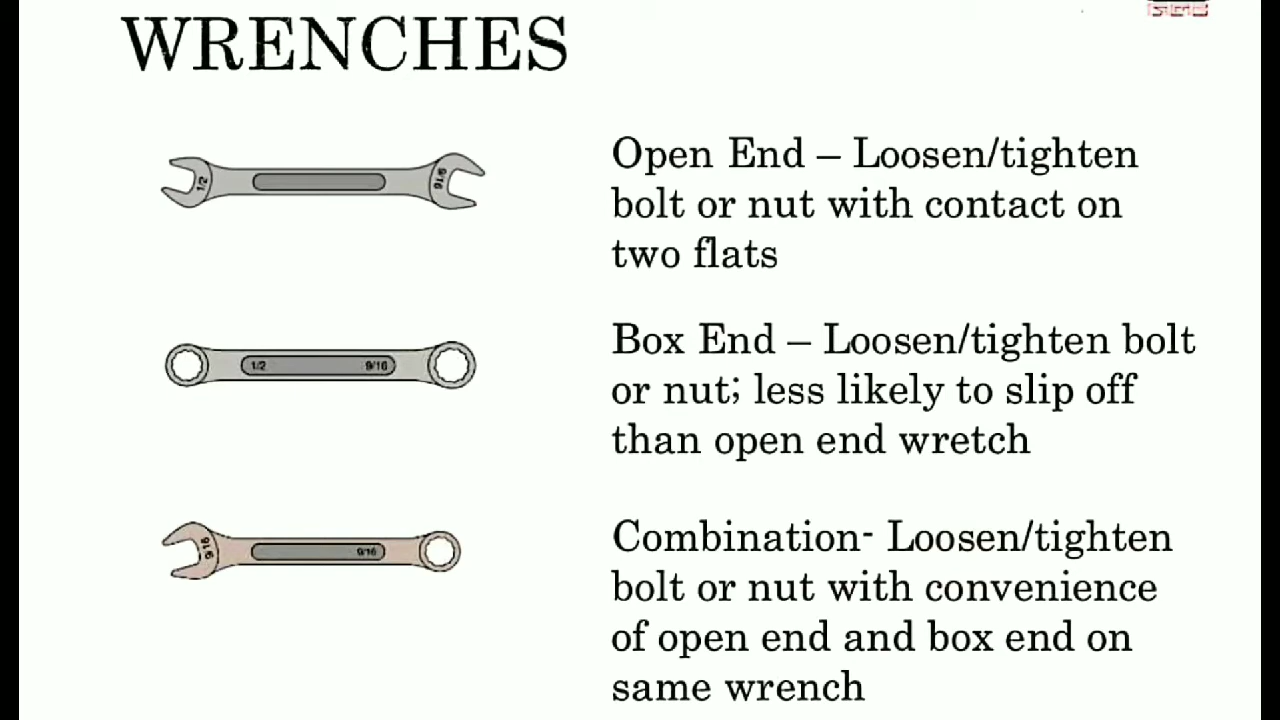 WRENCHES
1/2
9/16
Open End – Loosen/tighten
bolt or nut with contact on
two flats
1/2
9/16
Box End – Loosen/tighten bolt
or nut; less likely to slip off
than open end wretch
9/16
9/16
Combination- Loosen/tighten
bolt or nut with convenience
of open end and box end on
same wrench